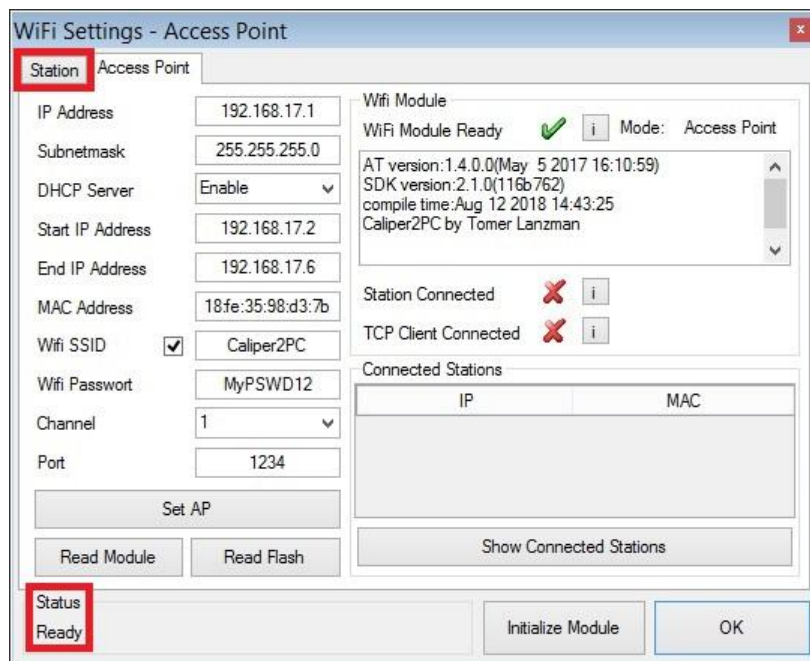 WiFi Settings - Access Point
x
Station Access Point
IP Address 192.168.17.1
Subnetmask 255.255.255.0
DHCP Server Enable
Start IP Address 192.168.17.2
End IP Address 192.168.17.6
MAC Address 18:fe:35:98:d3:7b
Wifi SSID Caliper2PC
Wifi Passwort MyPSWD12
Channel 1
Port 1234
Set AP
Read Module Read Flash
Wifi Module
WiFi Module Ready i Mode: Access Point
AT version:1.4.0.0(May 5 2017 16:10:59)
SDK version:2.1.0(116b762)
compile time:Aug 12 2018 14:43:25
Caliper2PC by Tomer Lanzman
Station Connected i
TCP Client Connected i
Connected Stations
IP MAC
Show Connected Stations
Status
Ready
Initialize Module OK